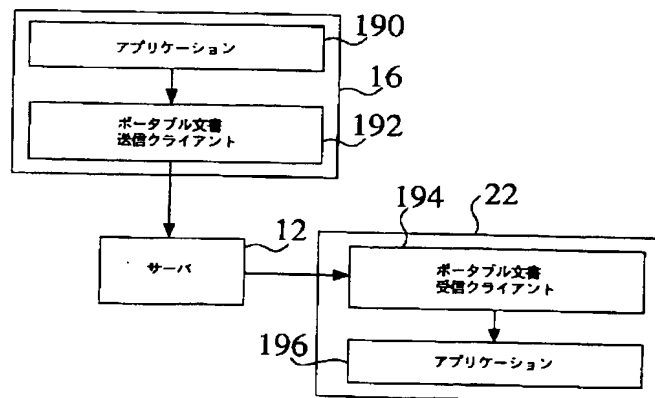 190
アプリケーション
16
ポータブル文書
送信クライアント
192
12
サーバ
22
194
ポータブル文書
受信クライアント
196
アプリケーション